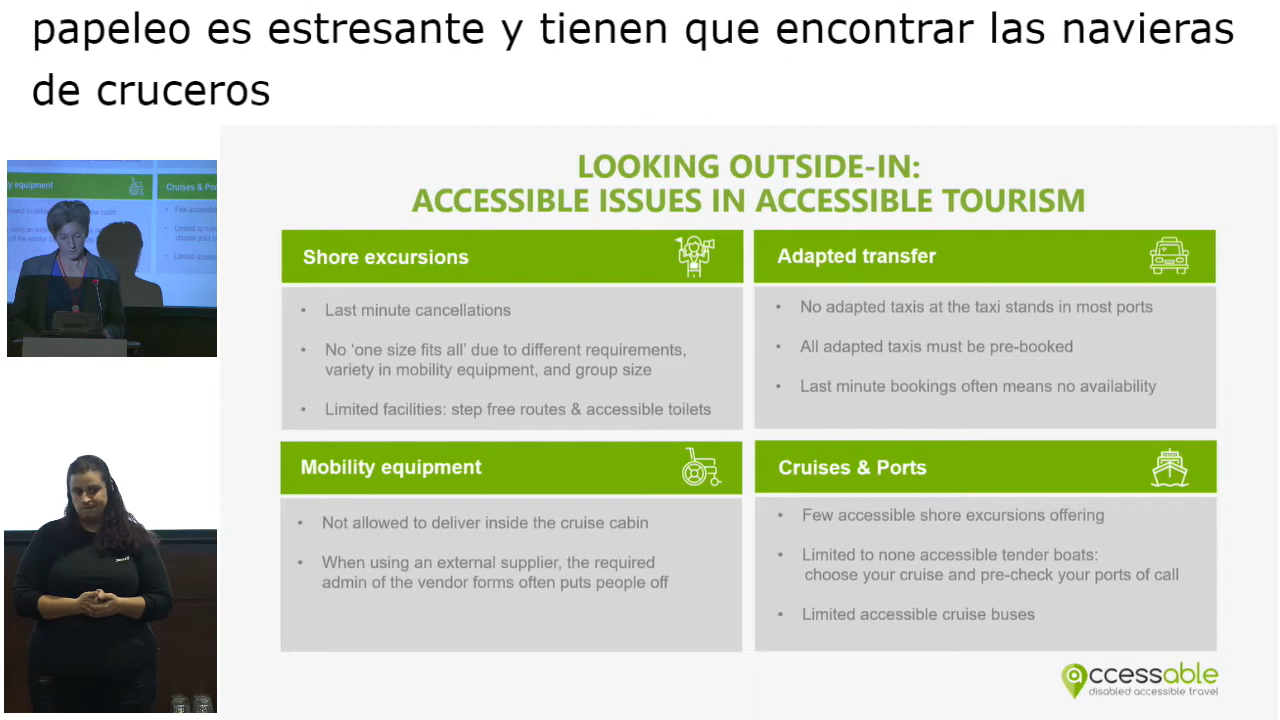 papeleo es estresante y tienen que encontrar las navieras
de cruceros
LOOKING OUTSIDE-IN:
ACCESSIBLE ISSUES IN ACCESSIBLE TOURISM
Shore excursions
• Last minute cancellations
• No ‘one size fits all’ due to different requirements,
variety in mobility equipment, and group size
• Limited facilities: step free routes & accessible toilets
Adapted transfer
• No adapted taxis at the taxi stands in most ports
• All adapted taxis must be pre-booked
• Last minute bookings often means no availability
Mobility equipment
• Not allowed to deliver inside the cruise cabin
• When using an external supplier, the required
admin of the vendor forms often puts people off
Cruises & Ports
• Few accessible shore excursions offering
• Limited to none accessible tender boats:
choose your cruise and pre-check your ports of call
• Limited accessible cruise buses
accessable
disabled accessible travel
ty equipment
Cruises & Po